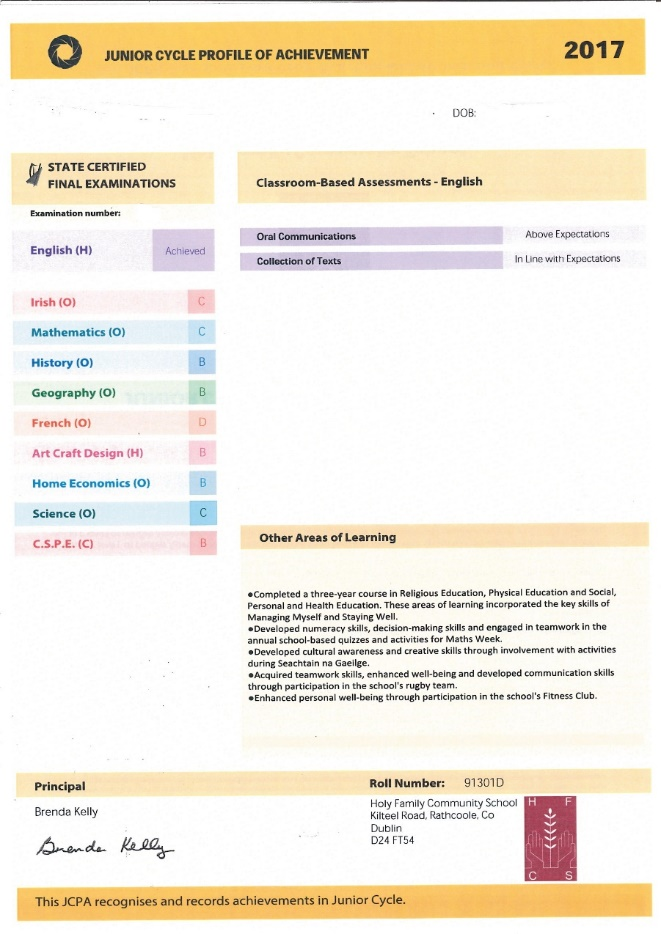 JUNIOR CYCLE PROFILE OF ACHIEVEMENT
2017
DOB:
STATE CERTIFIED
FINAL EXAMINATIONS
Examination number:
English (H) Achieved
Irish (O) C
Mathematics (O) C
History (O) B
Geography (O) B
French (O) D
Art Craft Design (H) B
Home Economics (O) B
Science (O) C
C.S.P.E. (C) B
Classroom-Based Assessments - English
Oral Communications Above Expectations
Collection of Texts In Line with Expectations
Other Areas of Learning
●Completed a three-year course in Religious Education, Physical Education and Social,
Personal and Health Education. These areas of learning incorporated the key skills of
Managing Myself and Staying Well.
●Developed numeracy skills, decision-making skills and engaged in teamwork in the
annual school-based quizzes and activities for Maths Week.
●Developed cultural awareness and creative skills through involvement with activities
during Seachtain na Gaeilge.
●Acquired teamwork skills, enhanced well-being and developed communication skills
through participation in the school's rugby team.
●Enhanced personal well-being through participation in the school's Fitness Club.
Principal
Brenda Kelly
Brenda Kelly
Roll Number: 91301D
Holy Family Community School
Kilteel Road, Rathcoole, Co
Dublin
D24 FT54
H F
C S
This JCPA recognises and records achievements in Junior Cycle.